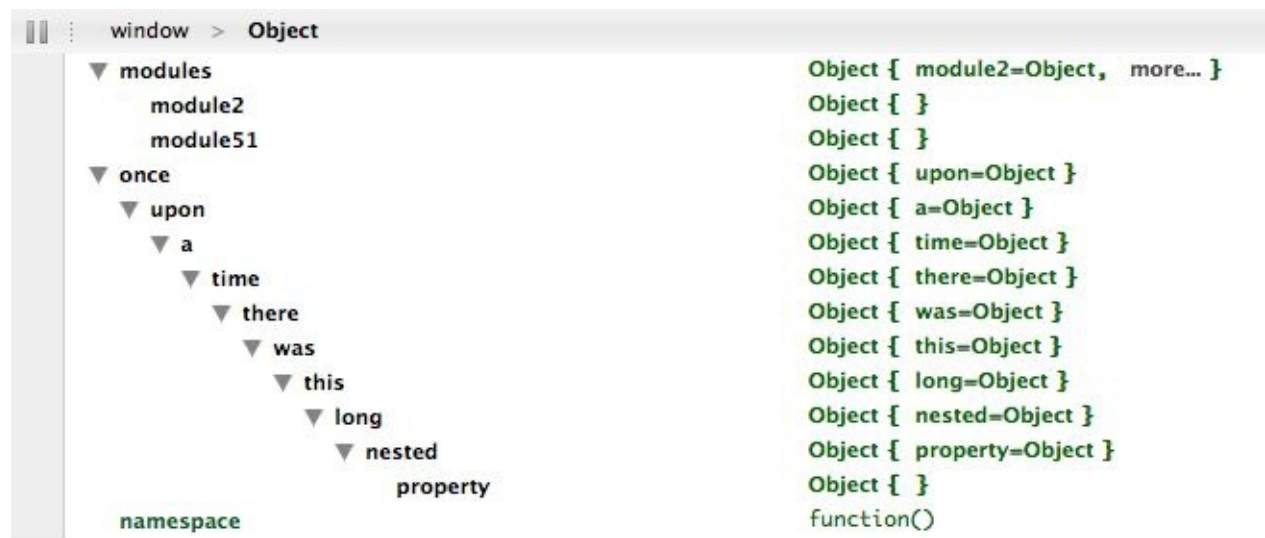 window > Object
modules Object { module2=Object, more... }
module2 Object { }
module51 Object { }
once Object { upon=Object }
upon Object { a=Object }
a Object { time=Object }
time Object { there=Object }
there Object { was=Object }
was Object { this=Object }
this Object { long=Object }
long Object { nested=Object }
nested Object { property=Object }
property Object { }
namespace function()